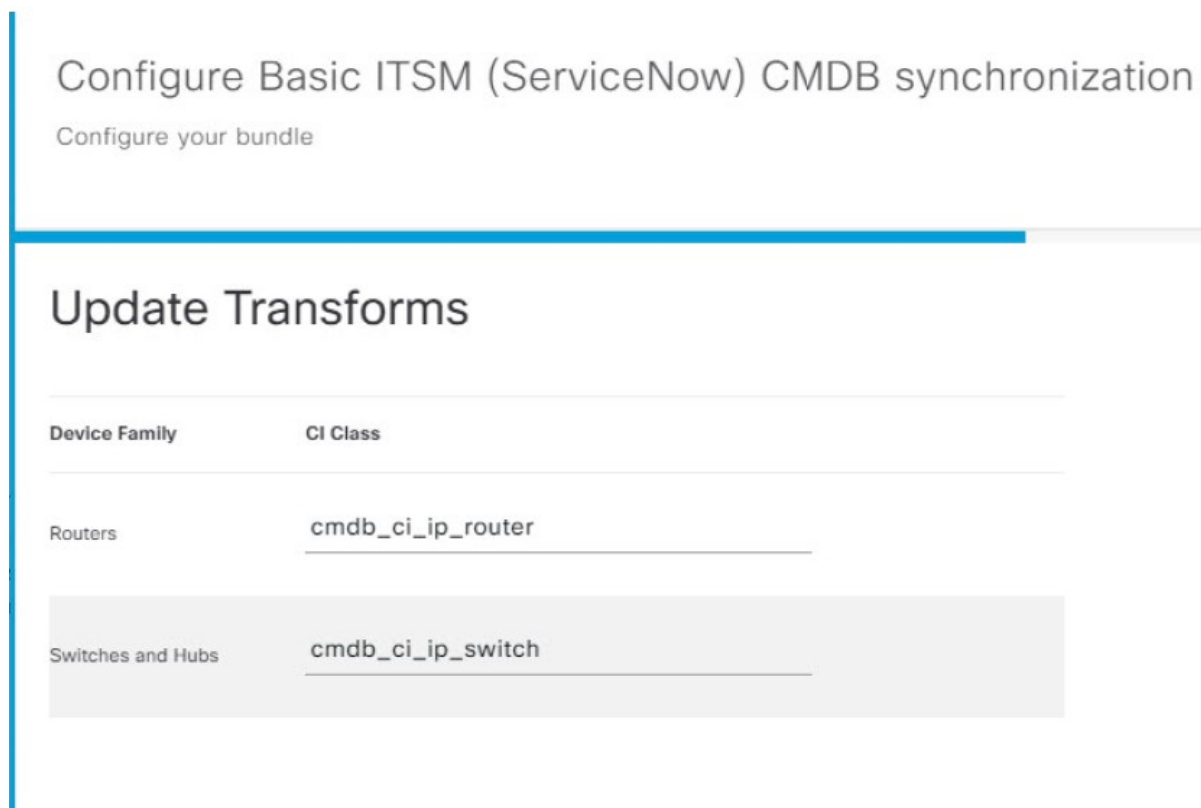 Configure Basic ITSM (ServiceNow) CMDB synchronization
Configure your bundle
Update Transforms
Device Family CI Class
Routers cmdb_ci_ip_router
Switches and Hubs cmdb_ci_ip_switch